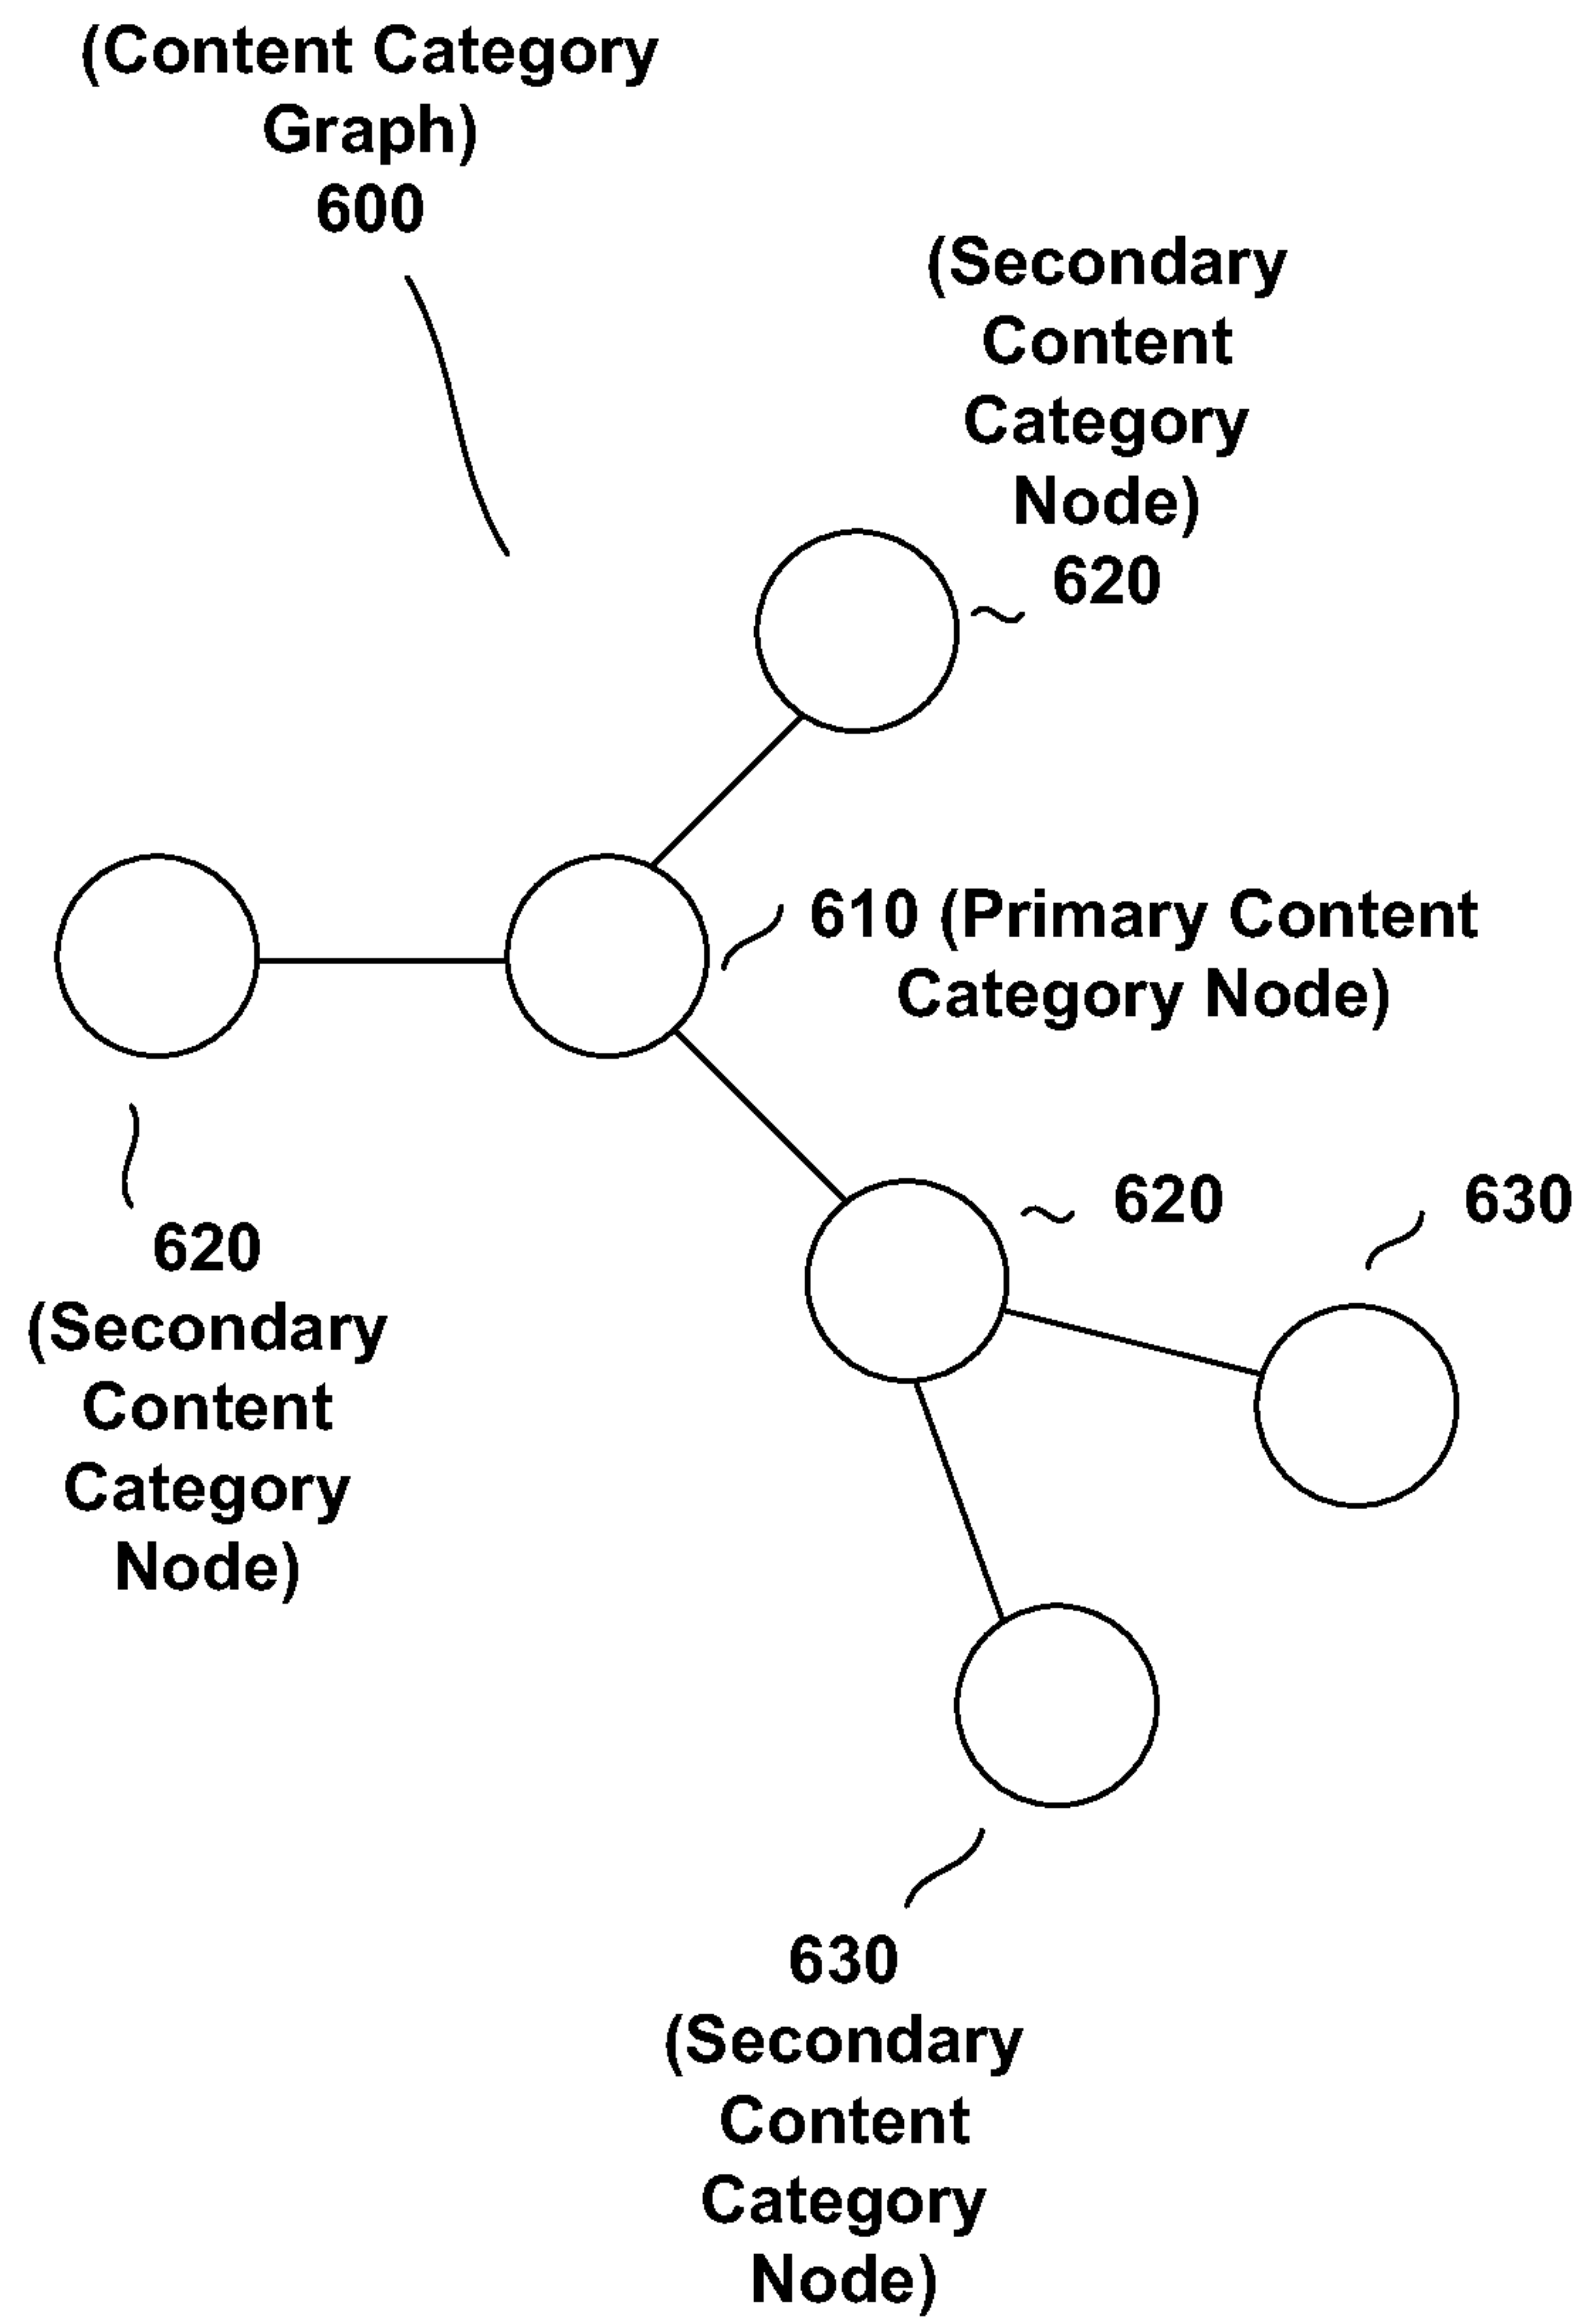 (Content Category
Graph)
600
(Secondary
Content
Category
Node)
620
610 (Primary Content
Category Node)
620
630
620
(Secondary
Content
Category
Node)
630
(Secondary
Content
Category
Node)